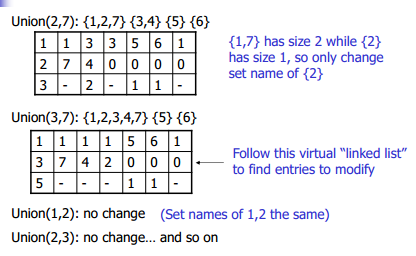 Union(2,7): {1,2,7} {3,4} {5} {6}
1 1 3 3 5 6 1
2 7 4 0 0 0 0
3 - 2 - 1 1 -
{1,7} has size 2 while {2}
has size 1, so only change
set name of {2}
Union(3,7): {1,2,3,4,7} {5} {6}
1 1 1 1 5 6 1
3 7 4 2 0 0 0
5 - - - 1 1 -
Follow this virtual “linked list”
to find entries to modify
Union(1,2): no change (Set names of 1,2 the same)
Union(2,3): no change… and so on